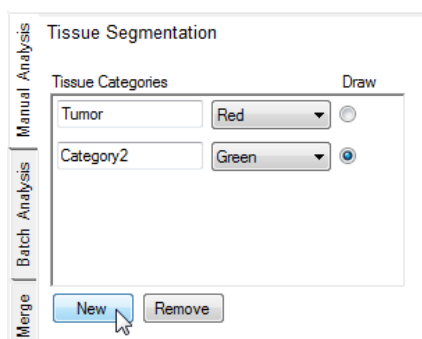 Manual Analysis
Batch Analysis
Merge
Tissue Segmentation
Tissue Categories Draw
Tumor Red
Category2 Green
New Remove